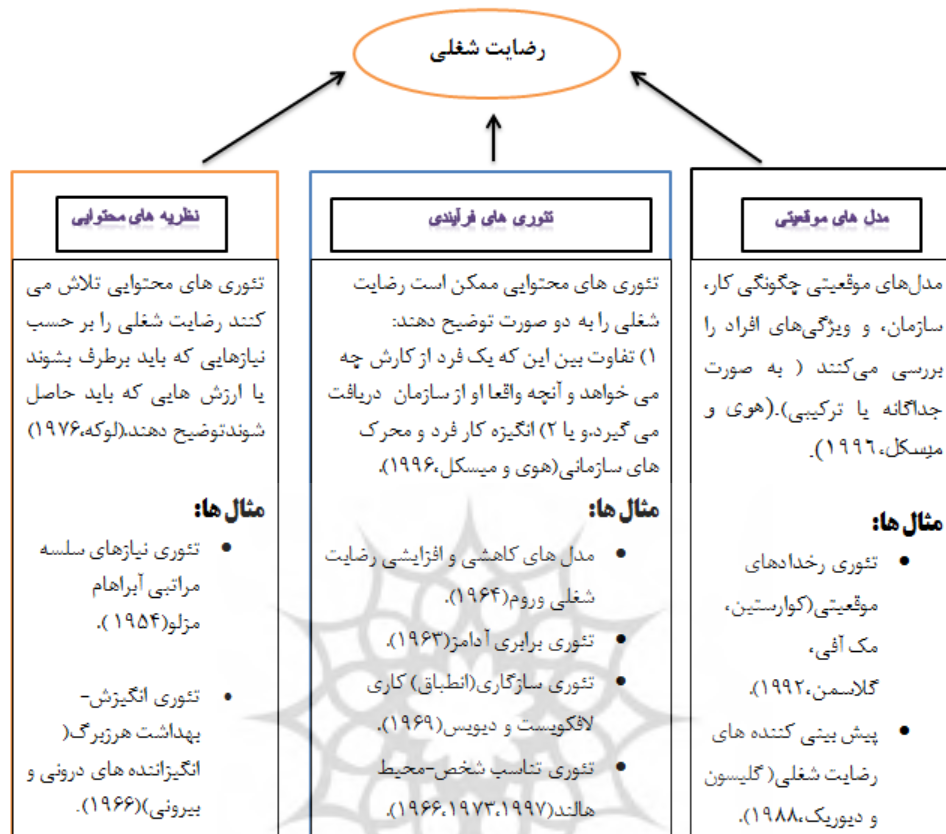 رضایت شغلی
مدل های موقعیتی
مدل‌های موقعیتی چگونگی کار،
سازمان، و ویژگی‌های افراد را
بررسی می‌کنند ( به صورت
جداگانه یا ترکیبی).(هوی و
میسکل،۱۹۹٦).
مثال ها:
• تئوری رخدادهای
موقعیتی(کوارستین،
مک آفی،
گلاسمن،۱۹۹۲).
• پیش بینی کننده های
رضایت شغلی( گلیسون
و دیوریک،۱۹۸۸).
تئوری های فرآیندی
تئوری های محتوایی ممکن است رضایت
شغلی را به دو صورت توضیح دهند:
۱) تفاوت بین این که یک فرد از کارش چه
می خواهد و آنچه واقعا او از سازمان دریافت
می گیرد.و یا ۲) انگیزه کار فرد و محرک
های سازمانی(هوی و میسکل،۱۹۹۶).
مثال ها:
• مدل های کاهشی و افزایشی رضایت
شغلی وروم(۱۹۶۴).
• تئوری برابری آدامز(۱۹۶۳).
• تئوری سازگاری(انطباق) کاری
لافکویست و دیویس(۱۹۶۹).
• تئوری تناسب شخص-محیط
هالند(۱۹۶۶،۱۹۷۳،۱۹۹۷).
نظریه های محتوایی
تئوری های محتوایی تلاش می
کنند رضایت شغلی را بر حسب
نیازهایی که باید برطرف بشوند
یا ارزش هایی که باید حاصل
شوندتوضیح دهند.(لوکه،۱۹۷۶)
مثال ها:
• تئوری نیازهای سلسه
مراتبی آبراهام
مزلو(۱۹۵۴ ).
• تئوری انگیزش-
بهداشت هرزبرگ(
انگیزاننده های درونی و
بیرونی)(۱۹۶۶).